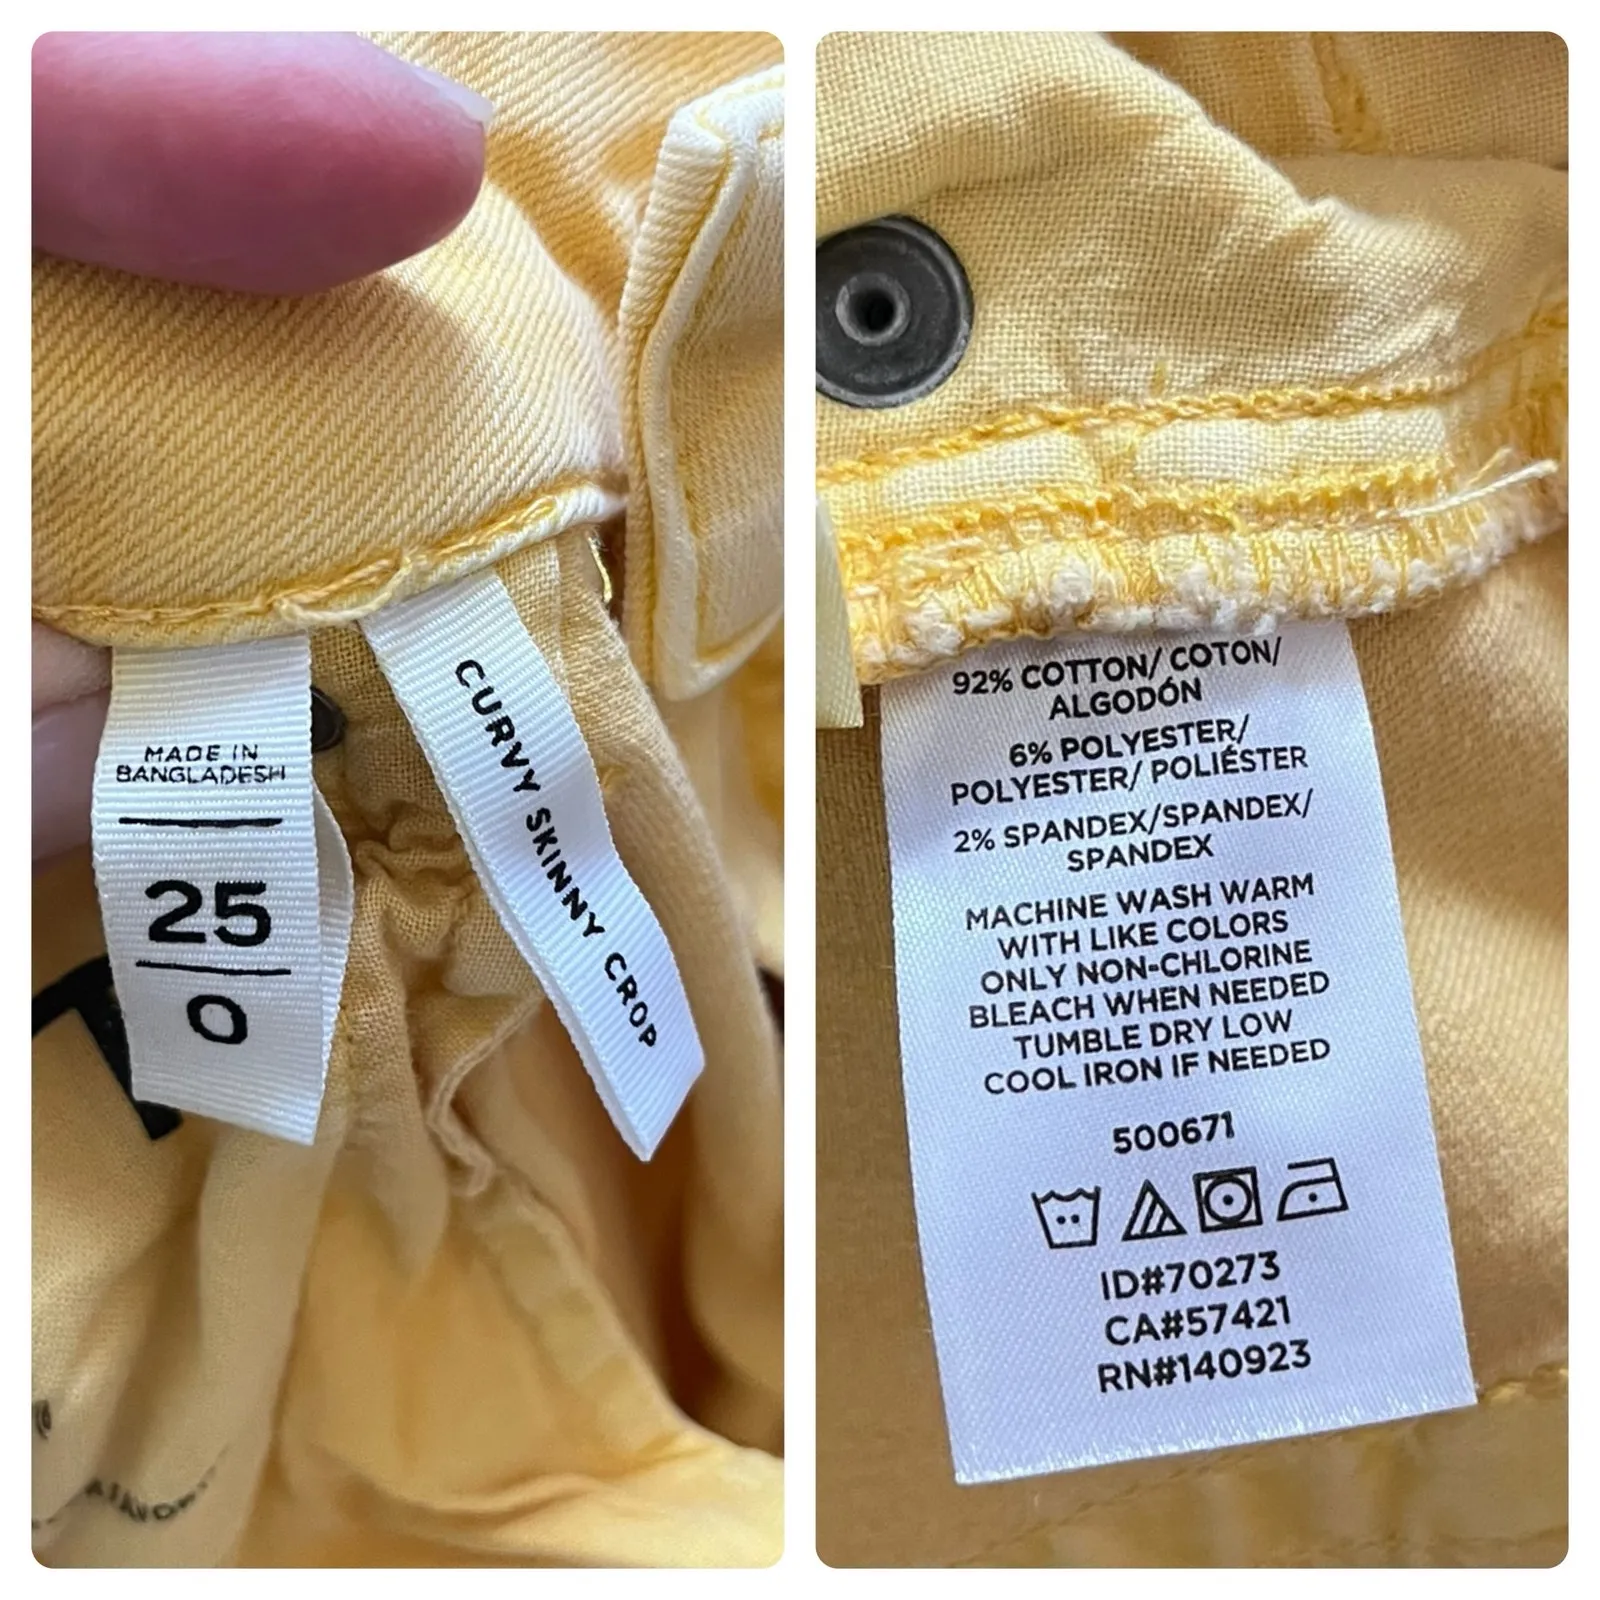 MADE IN
BANGLADESH
25
0
CURVY SKINNY CROP
92% COTTON/ COTON/
ALGODÓN
6% POLYESTER/
POLYESTER/ POLIÉSTER
2% SPANDEX/SPANDEX/
SPANDEX
MACHINE WASH WARM
WITH LIKE COLORS
ONLY NON-CHLORINE
BLEACH WHEN NEEDED
TUMBLE DRY LOW
COOL IRON IF NEEDED
500671
ID#70273
CA#57421
RN#140923